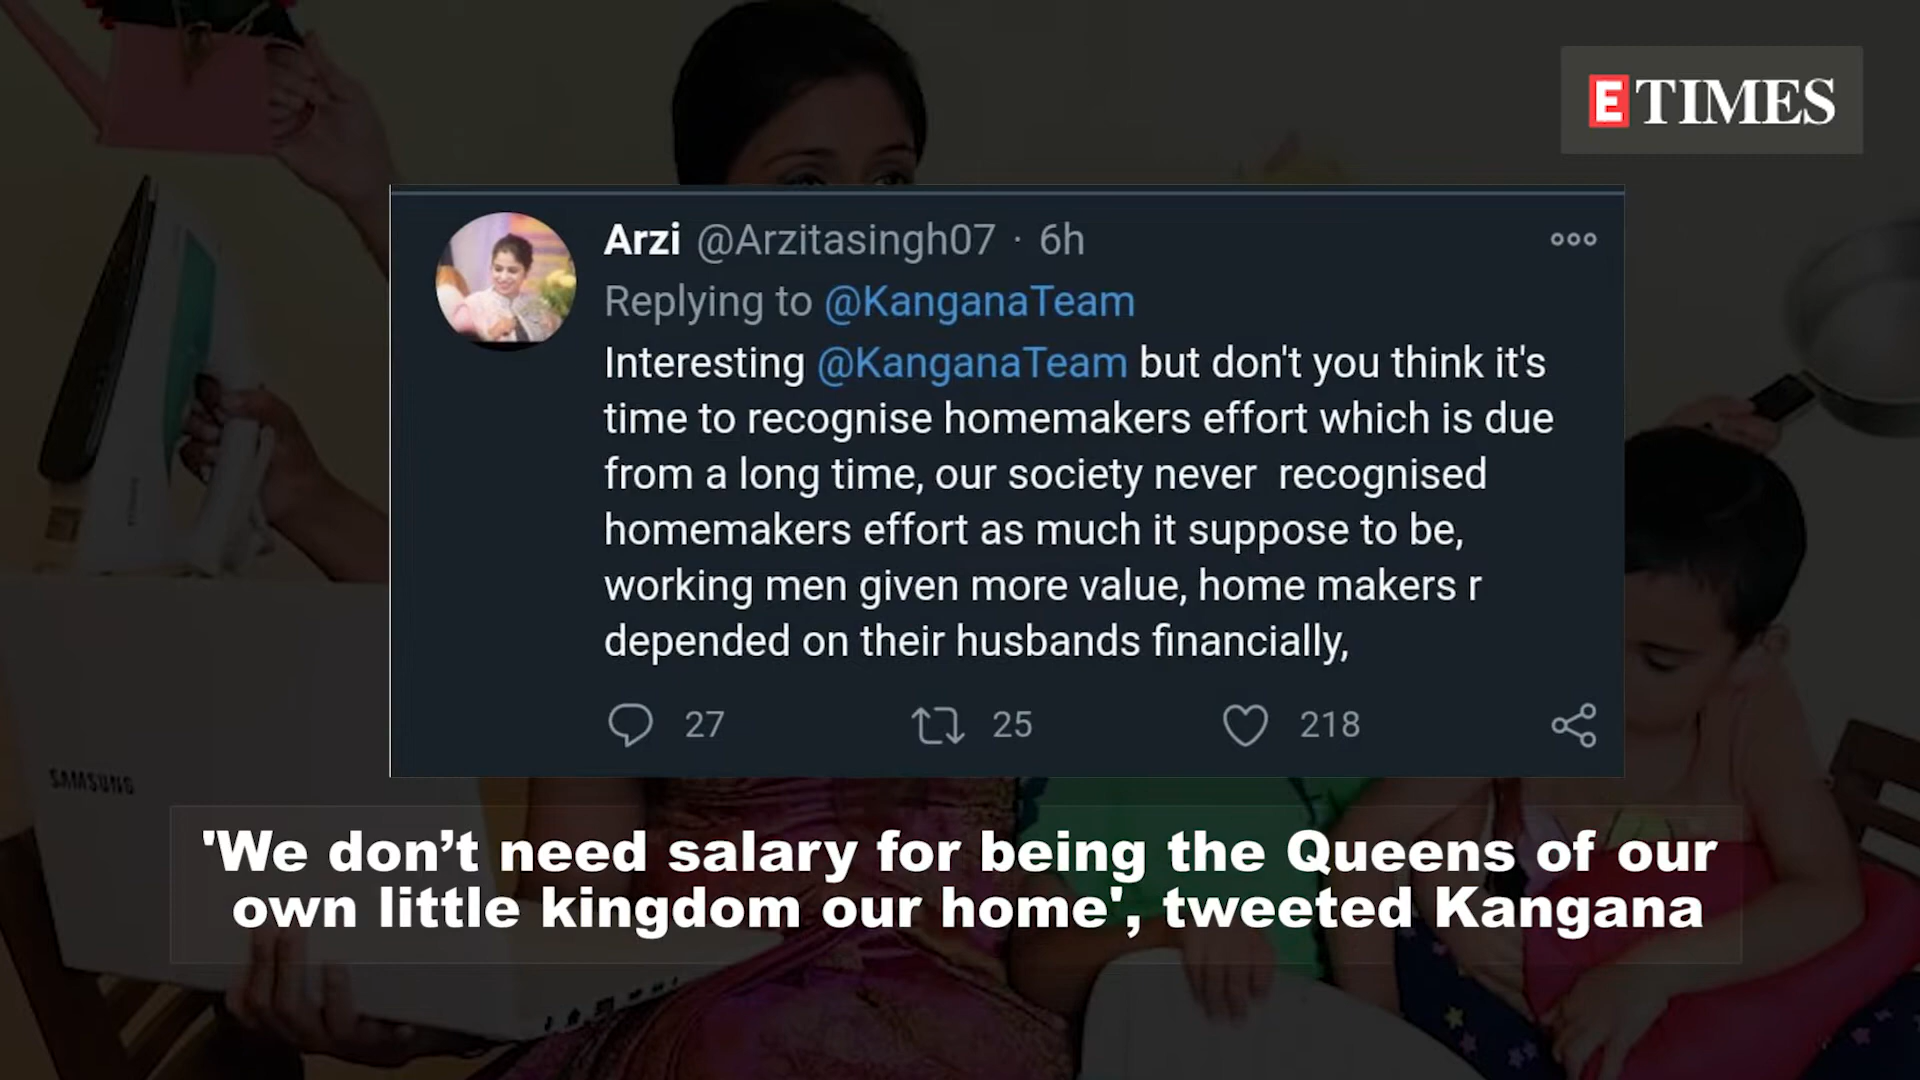 ETIMES
Arzi @Arzitasingh07 · 6h
Replying to @KanganaTeam
Interesting @KanganaTeam but don't you think it's
time to recognise homemakers effort which is due
from a long time, our society never  recognised
homemakers effort as much it suppose to be,
working men given more value, home makers r
depended on their husbands financially,
27 25 218
SAMSUNG
'We don’t need salary for being the Queens of our
own little kingdom our home', tweeted Kangana